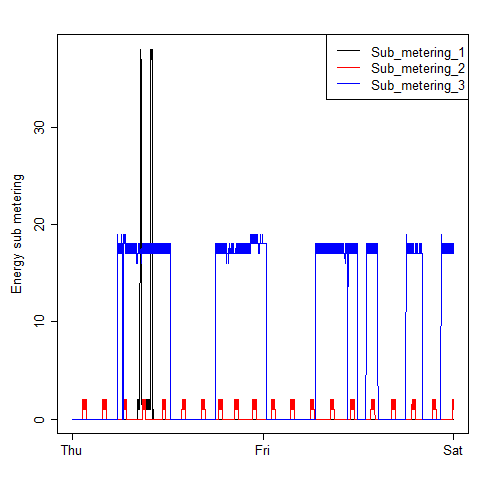 Sub_metering_1
Sub_metering_2
Sub_metering_3
Energy sub metering
30
20
10
0
Thu
Fri
Sat